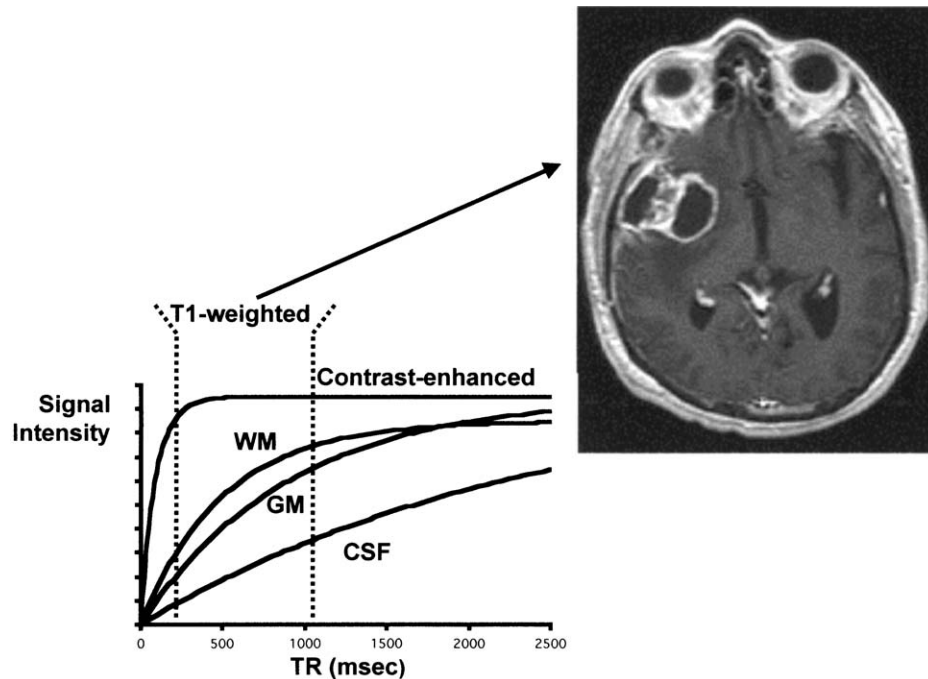 T1-weighted
Contrast-enhanced
Signal
Intensity
WM
GM
CSF
0 500 1000 1500 2000 2500
TR (msec)